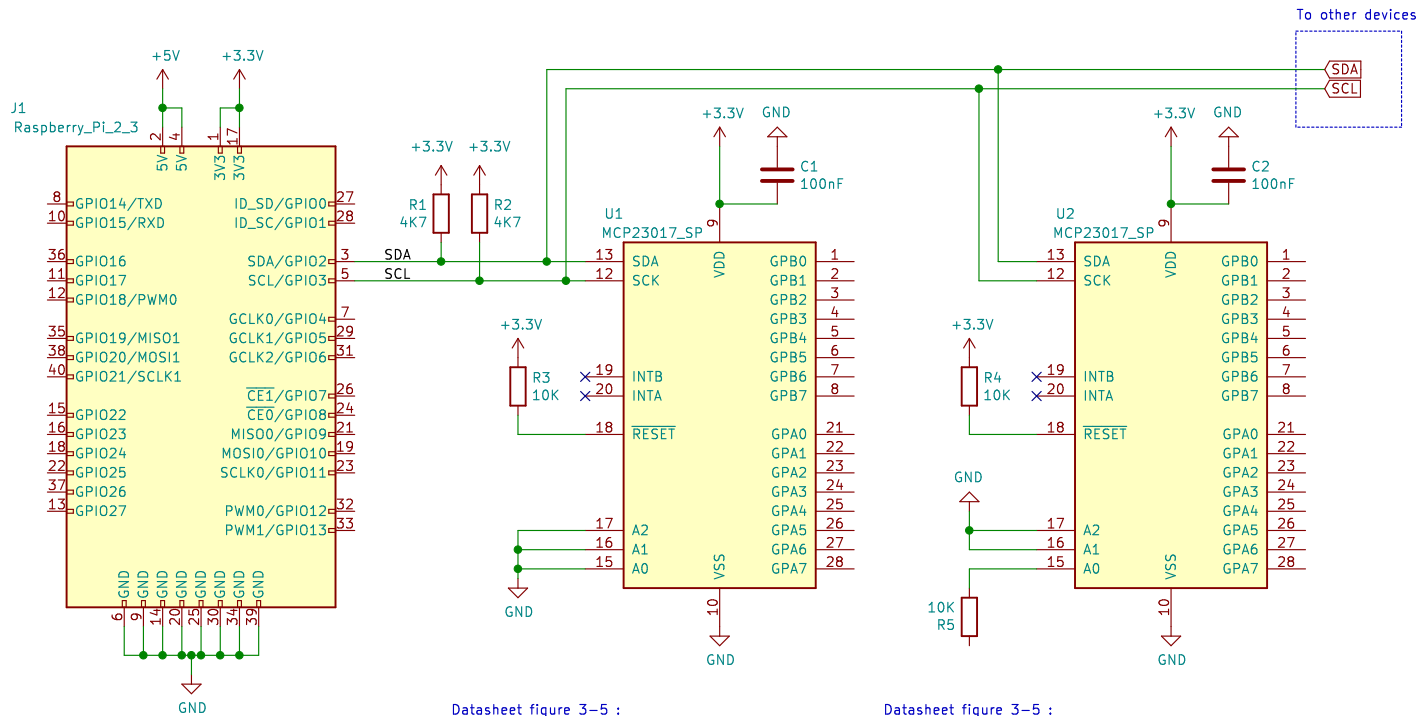 To other devices
+5V
+3.3V
SDA
SCL
J1
Raspberry_Pi_2_3
2
4
1
17
5V
5V
3V3
3V3
8
GPIO14/TXD
10
GPIO15/RXD
36
GPIO16
11
GPIO17
12
GPIO18/PWM0
35
GPIO19/MISO1
38
GPIO20/MOSI1
40
GPIO21/SCLK1
15
GPIO22
16
GPIO23
18
GPIO24
22
GPIO25
37
GPIO26
13
GPIO27
ID_SD/GPIO0
27
ID_SC/GPIO1
28
SDA/GPIO2
3
SCL/GPIO3
5
GCLK0/GPIO4
7
GCLK1/GPIO5
29
GCLK2/GPIO6
31
CE1/GPIO7
26
CE0/GPIO8
24
MISO0/GPIO9
21
MOSI0/GPIO10
19
SCLK0/GPIO11
23
PWM0/GPIO12
32
PWM1/GPIO13
33
GND
GND
GND
GND
GND
GND
GND
GND
6
9
14
20
25
30
34
39
GND
SDA
SCL
+3.3V
R1
4K7
+3.3V
R2
4K7
+3.3V
GND
C1
100nF
U1
MCP23017_SP
9
VDD
13
SDA
12
SCK
+3.3V
R3
10K
19
INTB
20
INTA
18
RESET
17
A2
16
A1
15
A0
GND
VSS
10
GND
GPB0
1
GPB1
2
GPB2
3
GPB3
4
GPB4
5
GPB5
6
GPB6
7
GPB7
8
GPA0
21
GPA1
22
GPA2
23
GPA3
24
GPA4
25
GPA5
26
GPA6
27
GPA7
28
+3.3V
GND
C2
100nF
U2
MCP23017_SP
9
VDD
13
SDA
12
SCK
+3.3V
R4
10K
19
INTB
20
INTA
18
RESET
GND
17
A2
16
A1
15
A0
10K
R5
VSS
10
GND
GPB0
1
GPB1
2
GPB2
3
GPB3
4
GPB4
5
GPB5
6
GPB6
7
GPB7
8
GPA0
21
GPA1
22
GPA2
23
GPA3
24
GPA4
25
GPA5
26
GPA6
27
GPA7
28
Datasheet figure 3-5 :
Datasheet figure 3-5 :